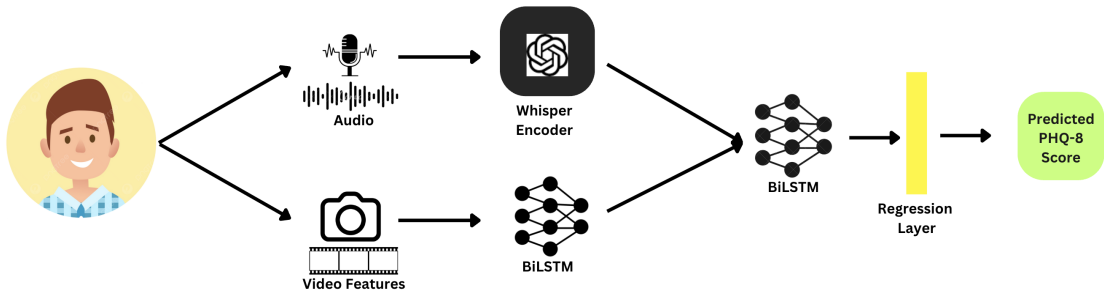 Audio
Whisper
Encoder
Video Features
BiLSTM
BiLSTM
Regression
Layer
Predicted
PHQ-8
Score